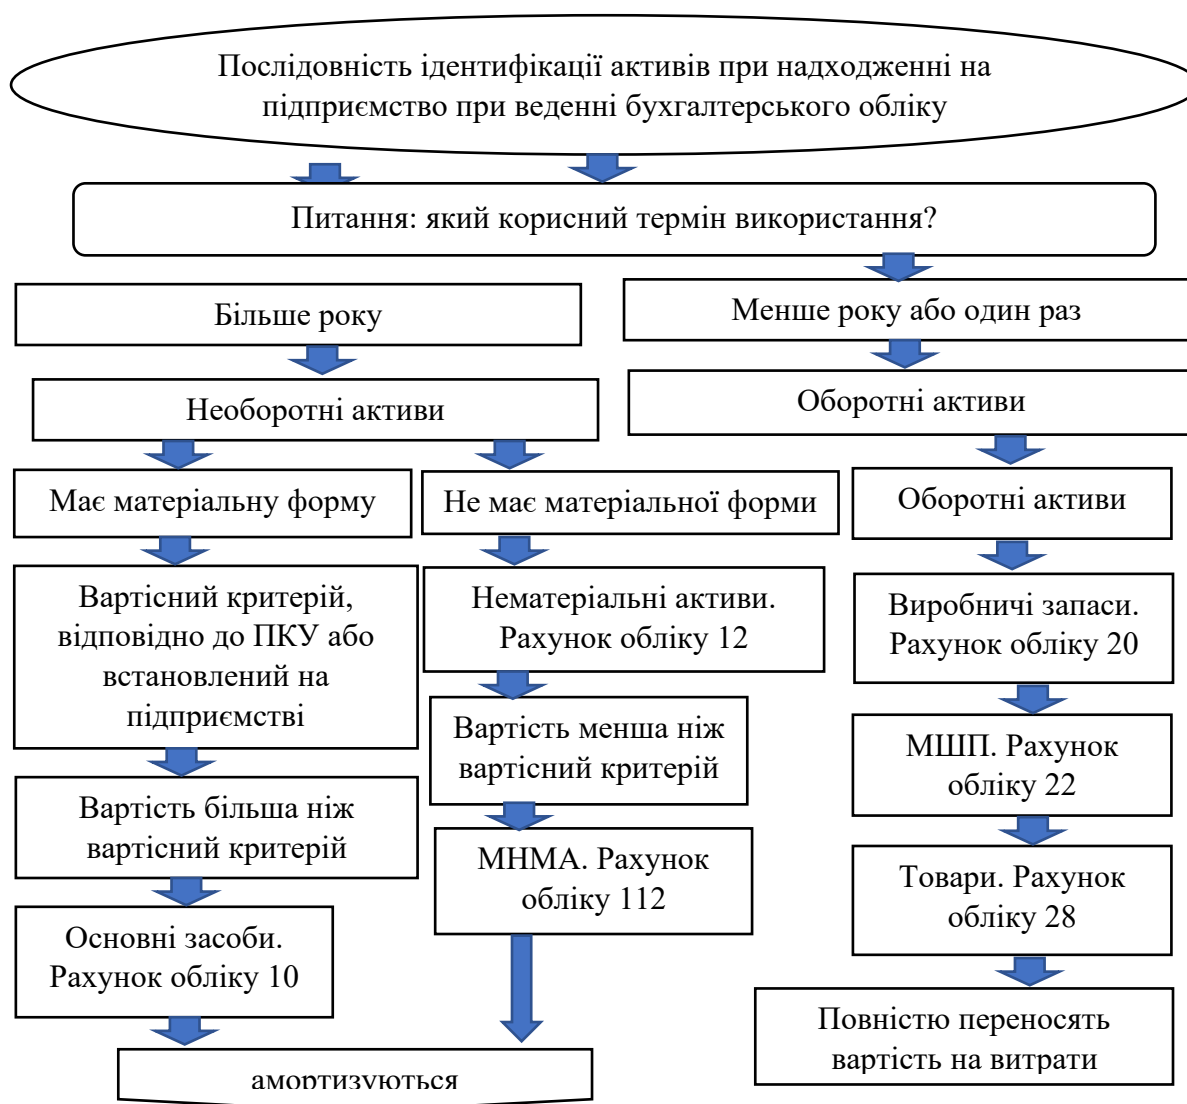 Послідовність ідентифікації активів при надходженні на
підприємство при веденні бухгалтерського обліку
Питання: який корисний термін використання?
Більше року
Менше року або один раз
Необоротні активи
Оборотні активи
Має матеріальну форму
Не має матеріальної форми
Оборотні активи
Вартісний критерій,
відповідно до ПКУ або
встановлений на
підприємстві
Нематеріальні активи.
Рахунок обліку 12
Виробничі запаси.
Рахунок обліку 20
Вартість менша ніж
вартісний критерій
МШП. Рахунок
обліку 22
Вартість більша ніж
вартісний критерій
МНМА. Рахунок
обліку 112
Товари. Рахунок
обліку 28
Основні засоби.
Рахунок обліку 10
Повністю переносять
вартість на витрати
амортизуються